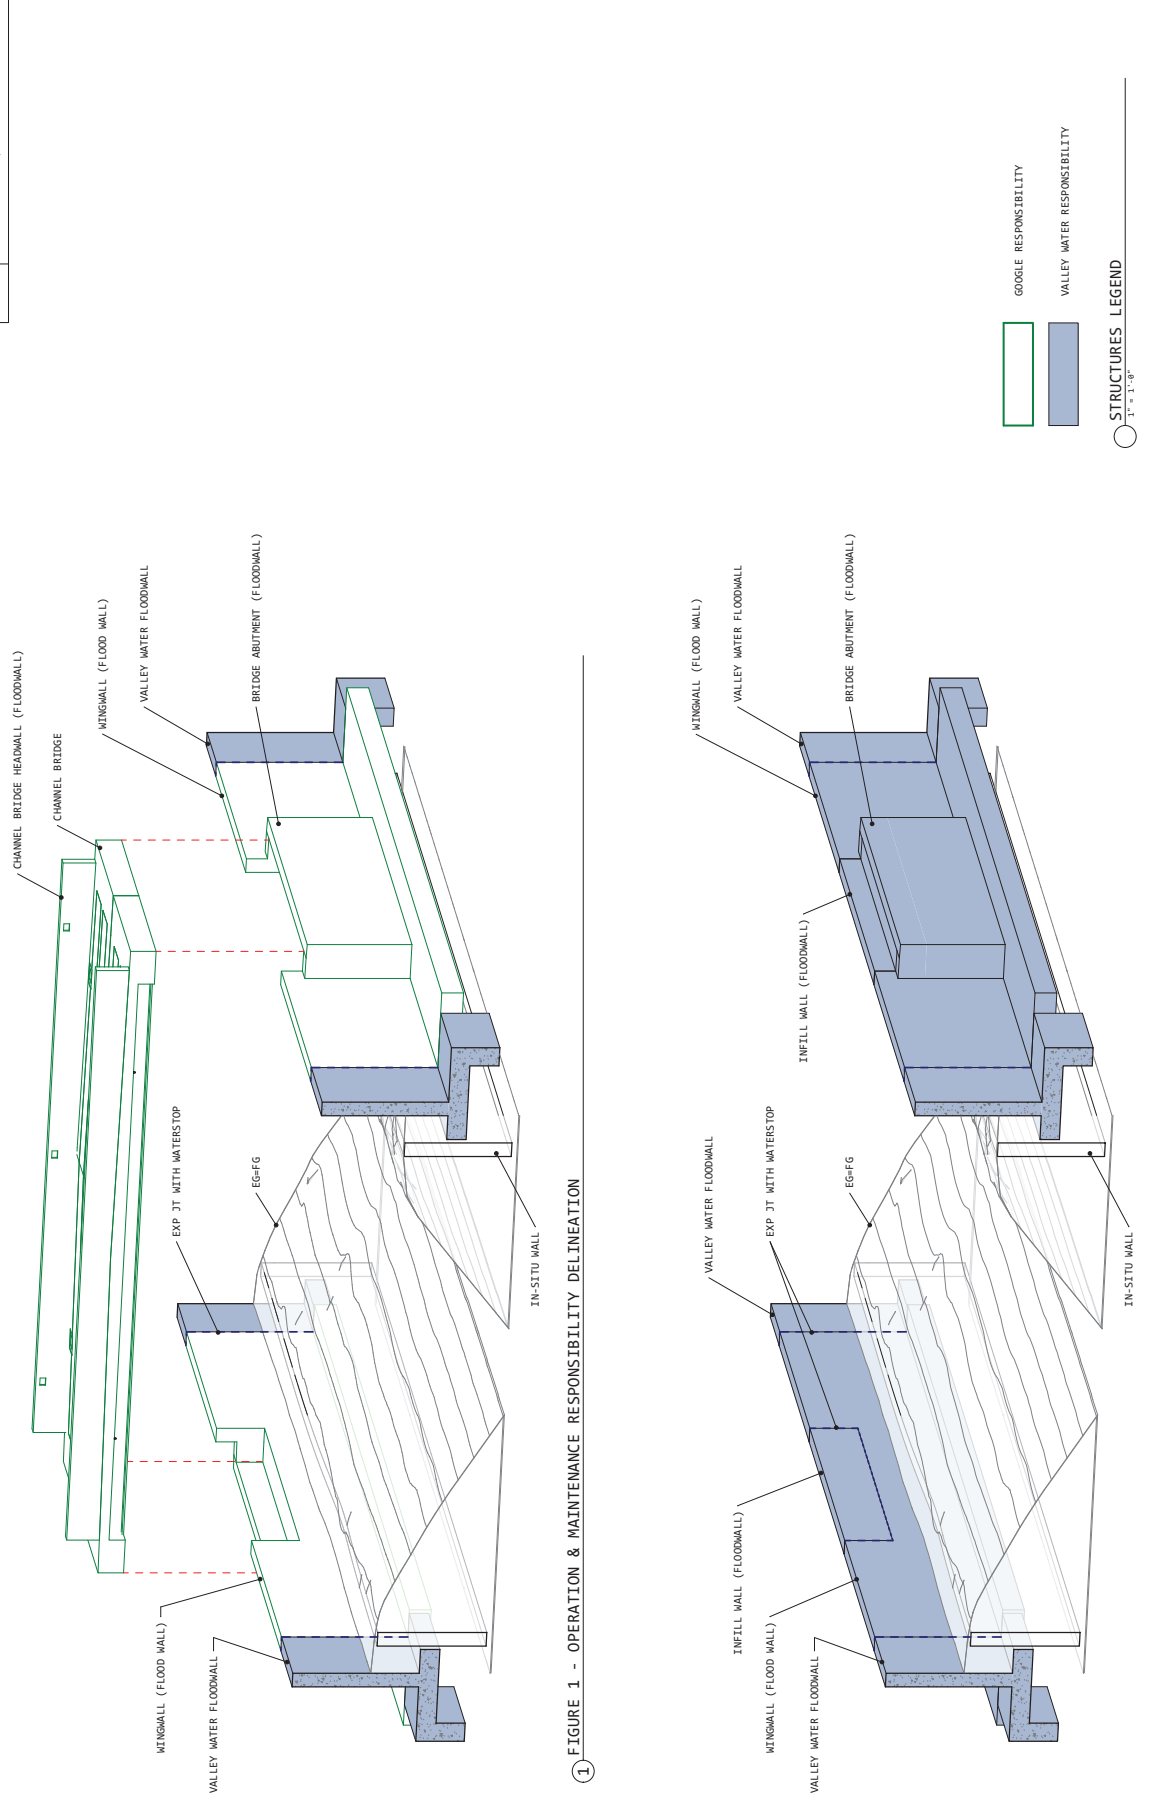 CHANNEL BRIDGE HEADWALL (FLOODWALL)
CHANNEL BRIDGE
WINGWALL (FLOOD WALL)
VALLEY WATER FLOODWALL
BRIDGE ABUTMENT (FLOODWALL)
EXP JT WITH WATERSTOP
EG=FG
IN-SITU WALL
WINGWALL (FLOOD WALL)
VALLEY WATER FLOODWALL
1
FIGURE 1 - OPERATION & MAINTENANCE RESPONSIBILITY DELINEATION
WINGWALL (FLOOD WALL)
VALLEY WATER FLOODWALL
BRIDGE ABUTMENT (FLOODWALL)
INFILL WALL (FLOODWALL)
VALLEY WATER FLOODWALL
EXP JT WITH WATERSTOP
EG=FG
IN-SITU WALL
INFILL WALL (FLOODWALL)
WINGWALL (FLOOD WALL)
VALLEY WATER FLOODWALL
GOOGLE RESPONSIBILITY
VALLEY WATER RESPONSIBILITY
STRUCTURES LEGEND
1" = 1'-0"